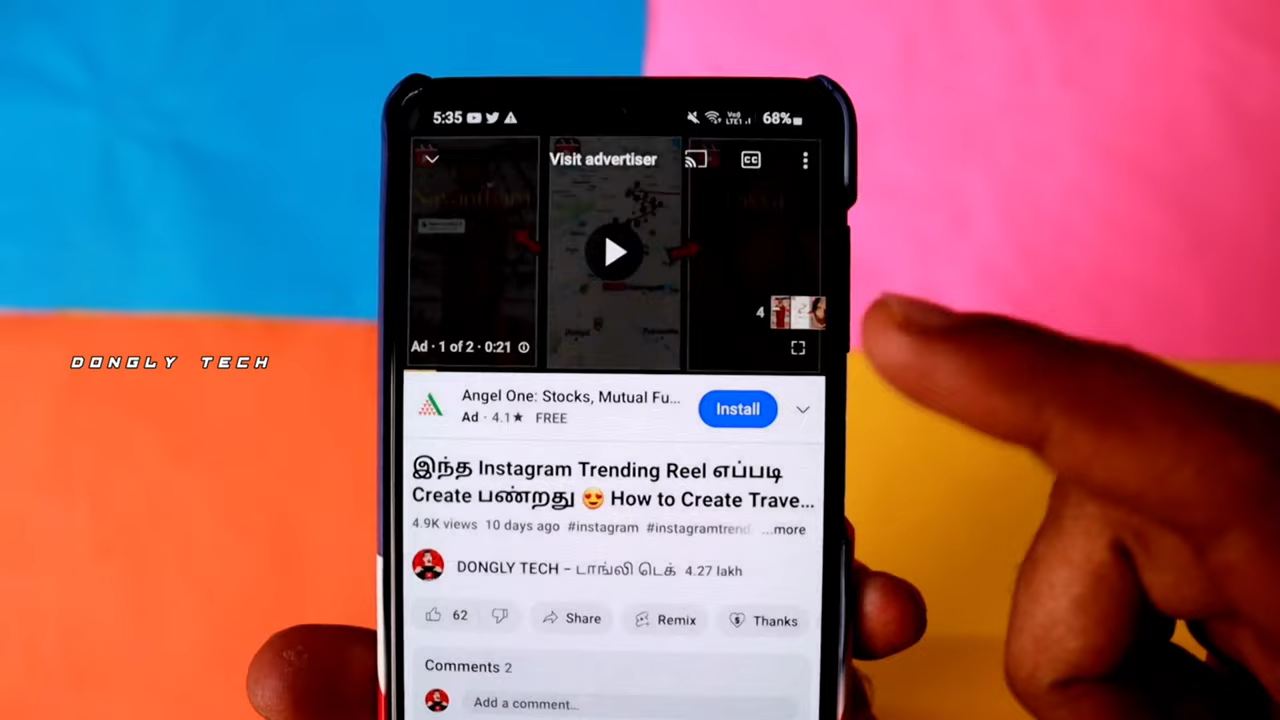 5:35
Vo)) LTE1 68%
Visit advertiser
CC
4
Ad · 1 of 2 · 0:21
DONGLY TECH
Angel One: Stocks, Mutual Fu...
Ad · 4.1★ FREE
Install
இந்த Instagram Trending Reel எப்படி
Create பண்றது 😍 How to Create Trave...
4.9K views 10 days ago #instagram #instagramtrend ...more
DONGLY TECH - டாங்லி டெக் 4.27 lakh
62 Share Remix Thanks
Comments 2
Add a comment...